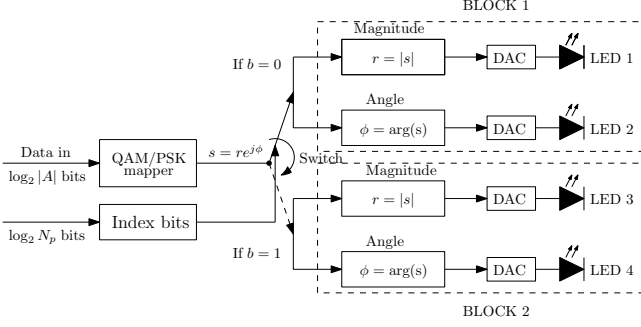 BLOCK 1
Magnitude
If b = 0
r = |s|
DAC
LED 1
Angle
ϕ = arg(s)
DAC
LED 2
Data in
log₂ |A| bits
QAM/PSK
mapper
s = re^{jϕ}
Switch
Magnitude
r = |s|
DAC
LED 3
log₂ Nₚ bits
Index bits
If b = 1
Angle
ϕ = arg(s)
DAC
LED 4
BLOCK 2